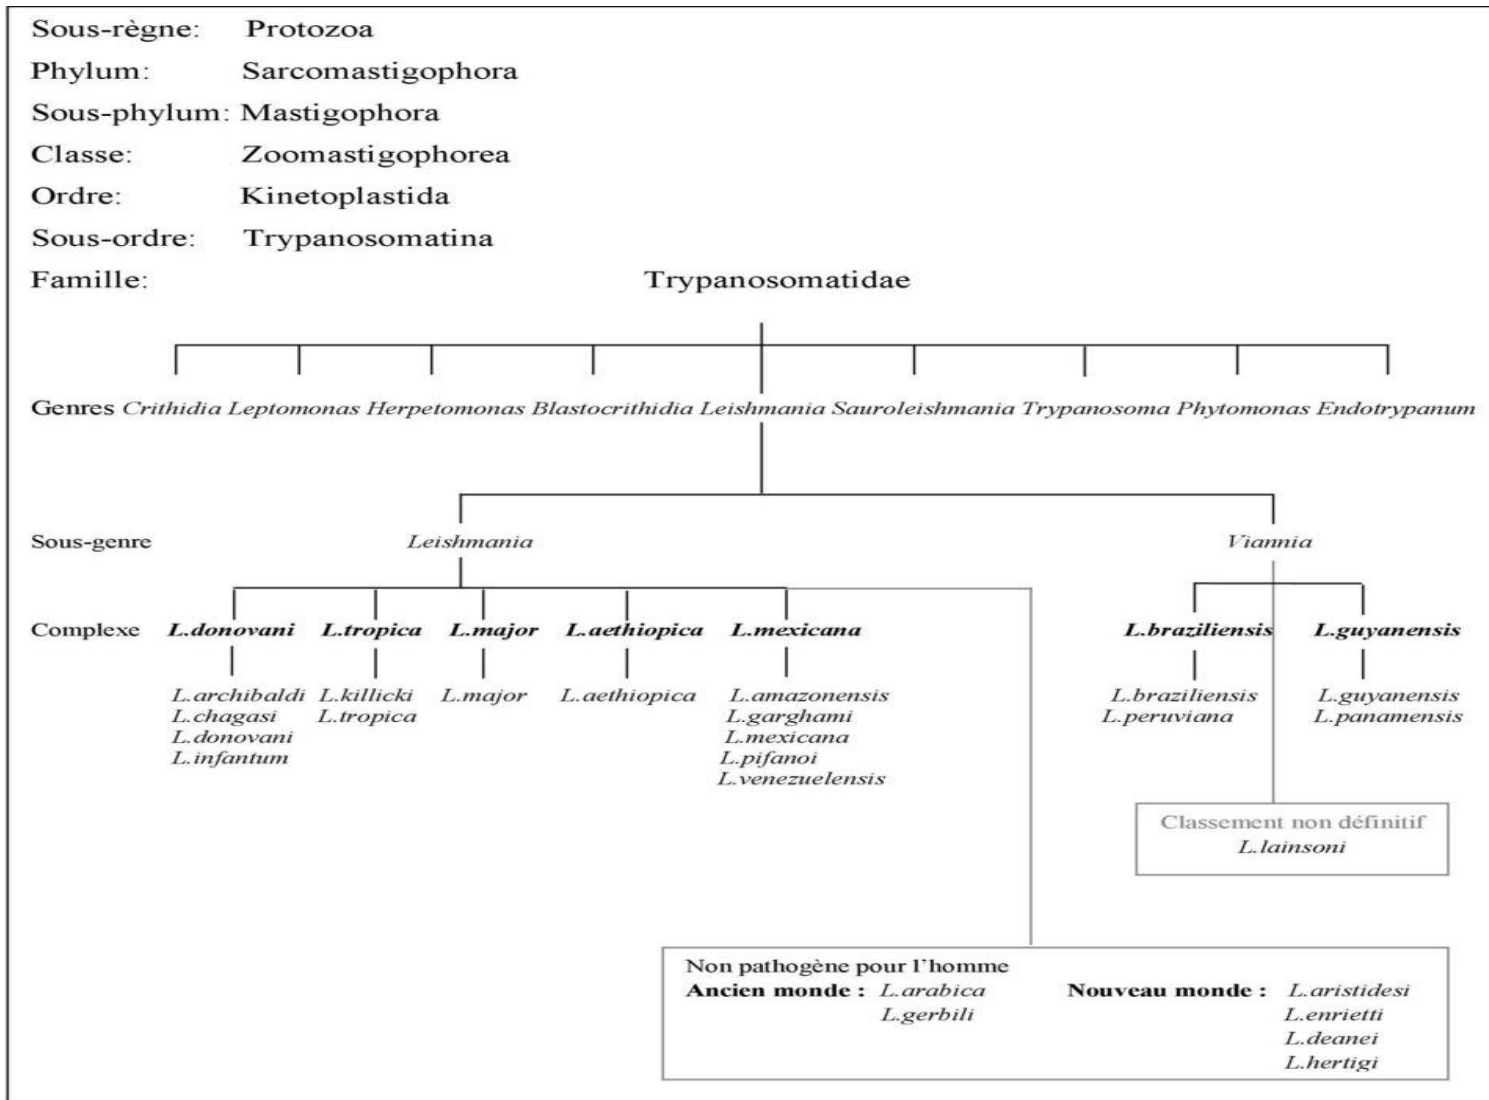 Sous-règne: Protozoa
Phylum: Sarcomastigophora
Sous-phylum: Mastigophora
Classe: Zoomastigophorea
Ordre: Kinetoplastida
Sous-ordre: Trypanosomatina
Famille: Trypanosomatidae
Genres Crithidia Leptomonas Herpetomonas Blastocrithidia Leishmania Sauroleishmania Trypanosoma Phytomonas Endotrypanum
Sous-genre Leishmania Viannia
Complexe L.donovani L.tropica L.major L.aethiopica L.mexicana L.braziliensis L.guyanensis
L.archibaldi L.killicki L.major L.aethiopica L.amazonensis L.braziliensis L.guyanensis
L.chagasi L.tropica L.garghami L.peruviana L.panamensis
L.donovani L.mexicana
L.infantum L.pifanoi
L.venezuelensis
Classement non définitif
L.lainsoni
Non pathogène pour l'homme
Ancien monde : L.arabica Nouveau monde : L.aristidesi
L.gerbili L.enrietti
L.deanei
L.hertigi